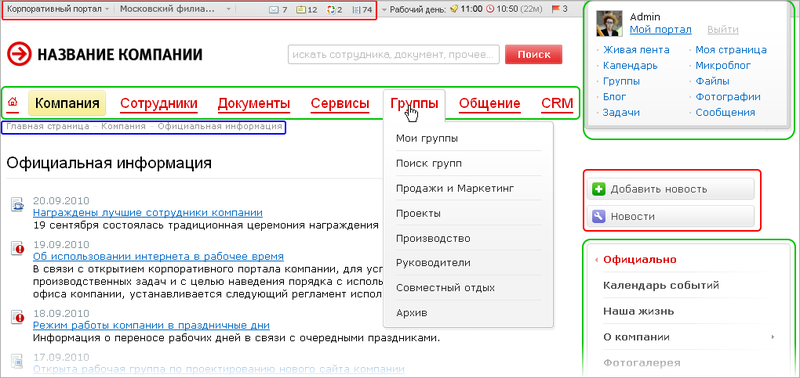 Корпоративный портал Московский филиа... 7 12 2 74 Рабочий день: 11:00 10:50 (22м) 3
НАЗВАНИЕ КОМПАНИИ
искать сотрудника, документ, прочее... Поиск
Admin
Мой портал Выйти
Живая лента Моя страница
Календарь Микроблог
Группы Файлы
Блог Фотографии
Задачи Сообщения
Компания Сотрудники Документы Сервисы Группы Общение CRM
Главная страница Компания Официальная информация
Мои группы
Поиск групп
Продажи и Маркетинг
Проекты
Производство
Руководители
Совместный отдых
Архив
Официальная информация
20.09.2010
Награждены лучшие сотрудники компании
19 сентября состоялась традиционная церемония награждения
19.09.2010
Об использовании интернета в рабочее время
В связи с открытием корпоративного портала компании, для усп
производственных задач и с целью наведения порядка с исполь
офиса компании, устанавливается следующий регламент исполь
18.09.2010
Режим работы компании в праздничные дни
Информация о переносе рабочих дней в связи с очередными праздниками.
17.09.2010
Открыта рабочая группа по проектированию нового сайта компании
Добавить новость
Новости
Официально
Календарь событий
Наша жизнь
О компании
Фотогалерея